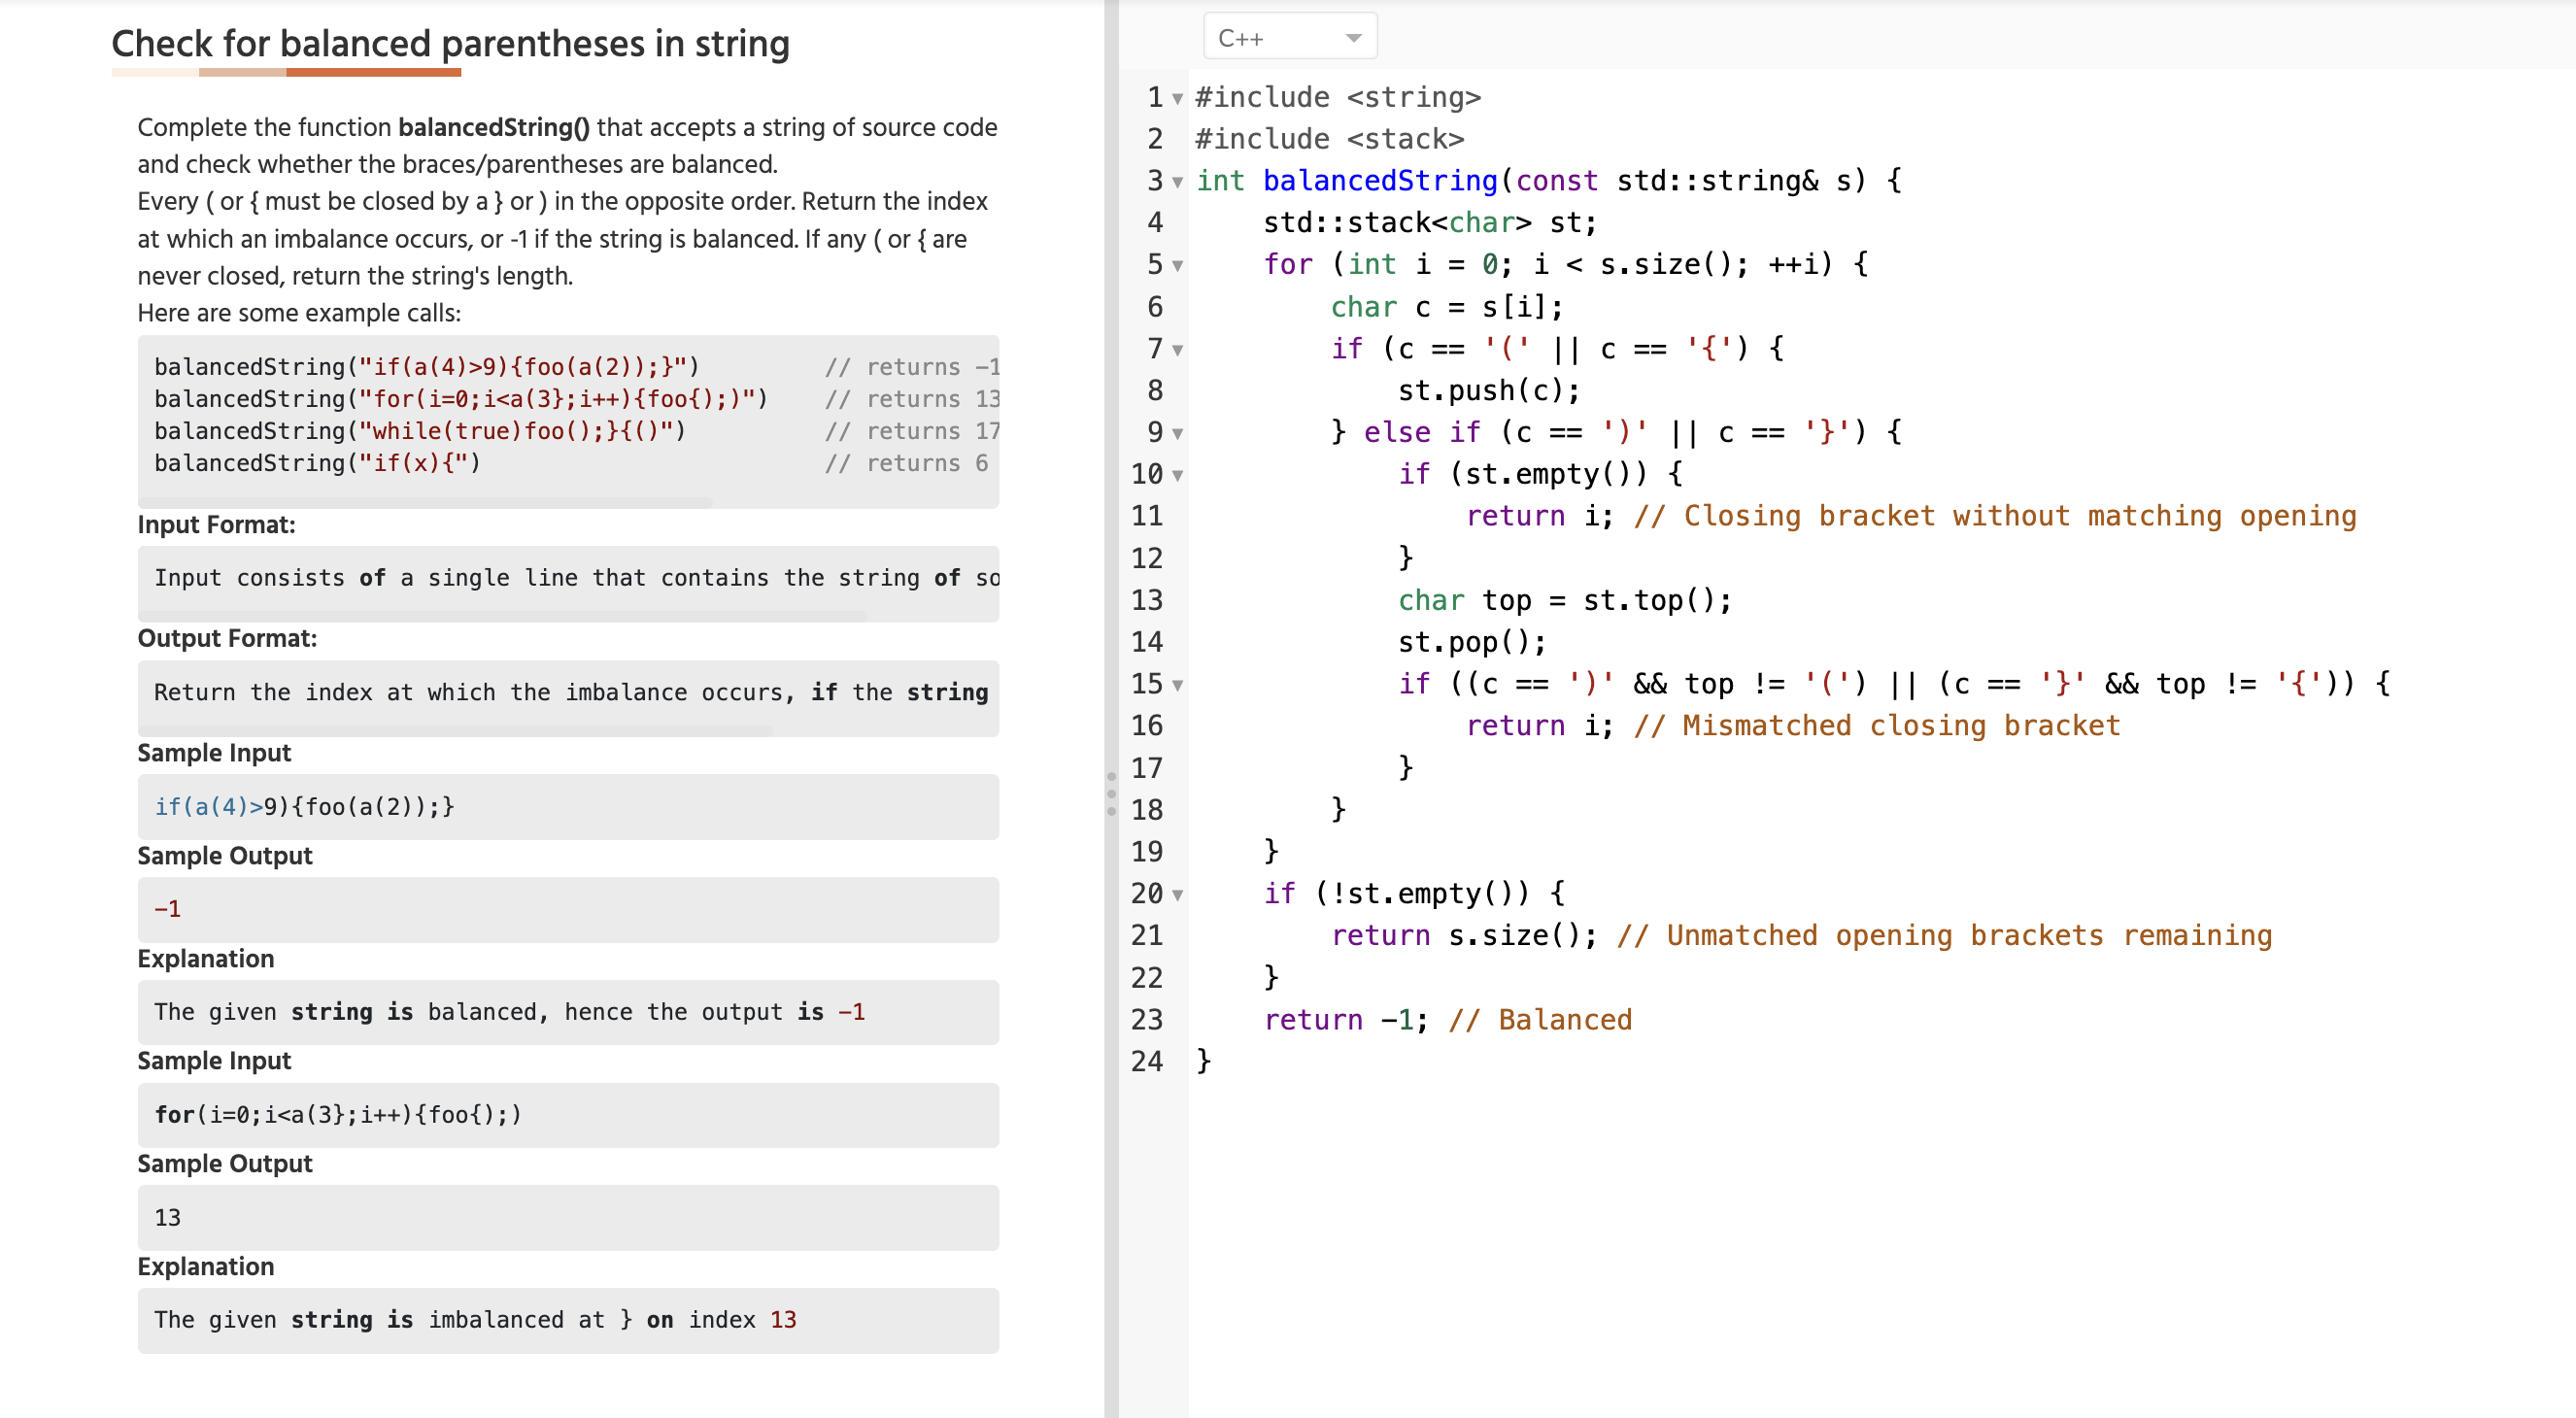 Check for balanced parentheses in string
Complete the function balancedString() that accepts a string of source code
and check whether the braces/parentheses are balanced.
Every ( or { must be closed by a } or ) in the opposite order. Return the index
at which an imbalance occurs, or -1 if the string is balanced. If any ( or { are
never closed, return the string's length.
Here are some example calls:
balancedString("if(a(4)>9){foo(a(2));}") // returns -1
balancedString("for(i=0;i<a(3};i++){foo{);)") // returns 13
balancedString("while(true)foo();}{()") // returns 17
balancedString("if(x){") // returns 6
Input Format:
Input consists of a single line that contains the string of so
Output Format:
Return the index at which the imbalance occurs, if the string
Sample Input
if(a(4)>9){foo(a(2));}
Sample Output
-1
Explanation
The given string is balanced, hence the output is -1
Sample Input
for(i=0;i<a(3};i++){foo{);)
Sample Output
13
Explanation
The given string is imbalanced at } on index 13
C++
1 #include <string>
2 #include <stack>
3 int balancedString(const std::string& s) {
4     std::stack<char> st;
5     for (int i = 0; i < s.size(); ++i) {
6         char c = s[i];
7         if (c == '(' || c == '{') {
8             st.push(c);
9         } else if (c == ')' || c == '}') {
10             if (st.empty()) {
11                 return i; // Closing bracket without matching opening
12             }
13             char top = st.top();
14             st.pop();
15             if ((c == ')' && top != '(') || (c == '}' && top != '{')) {
16                 return i; // Mismatched closing bracket
17             }
18         }
19     }
20     if (!st.empty()) {
21         return s.size(); // Unmatched opening brackets remaining
22     }
23     return -1; // Balanced
24 }